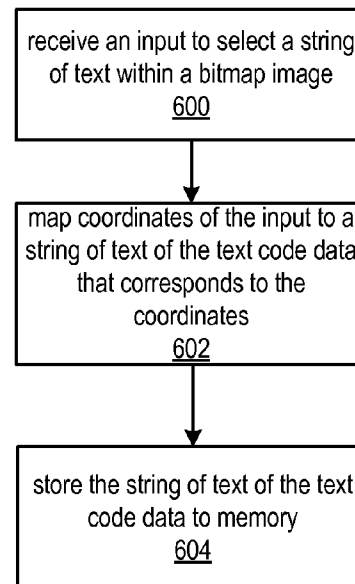 receive an input to select a string
of text within a bitmap image
600
map coordinates of the input to a
string of text of the text code data
that corresponds to the
coordinates
602
store the string of text of the text
code data to memory
604